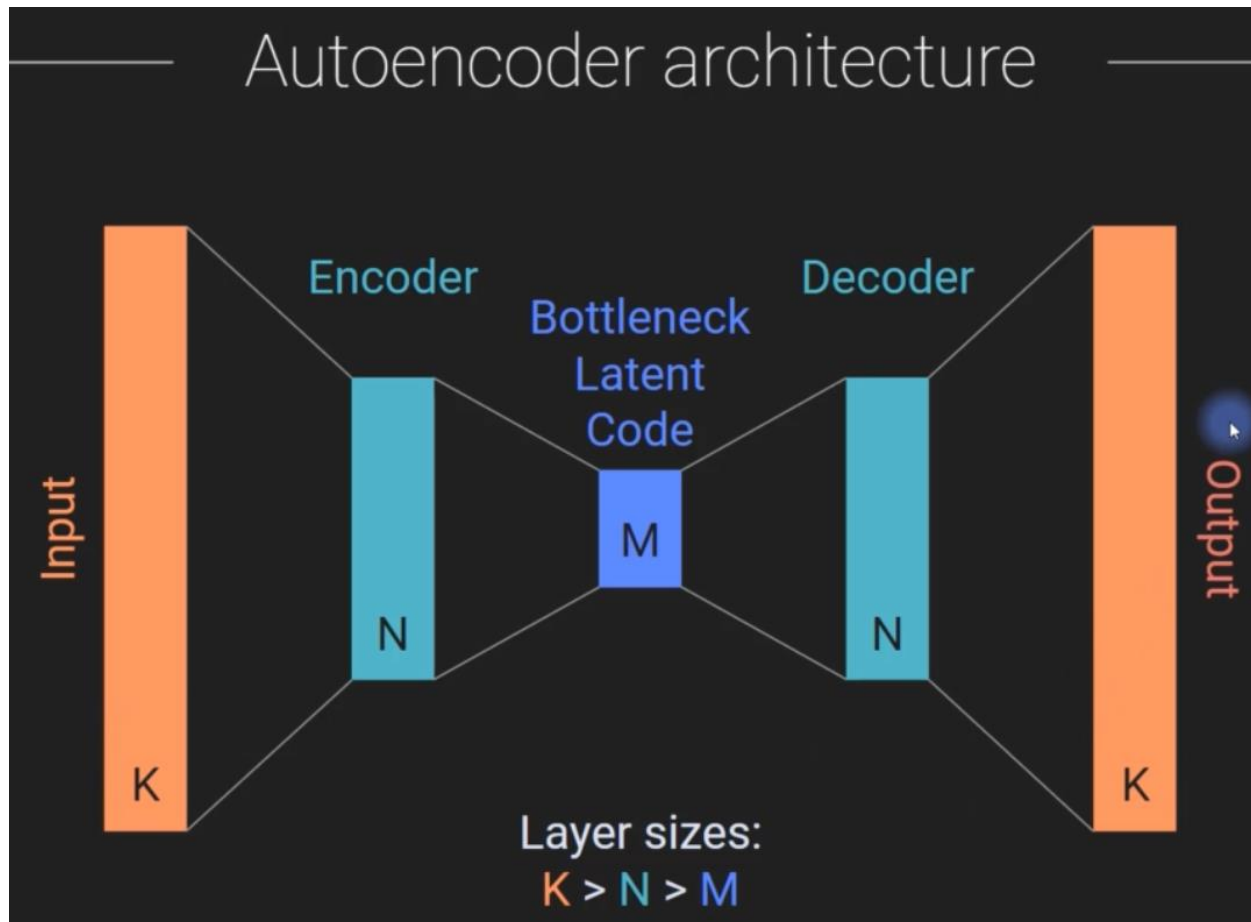 Autoencoder architecture
Encoder
Decoder
Bottleneck
Latent
Code
Input
Output
M
N
N
K
K
Layer sizes:
K > N > M